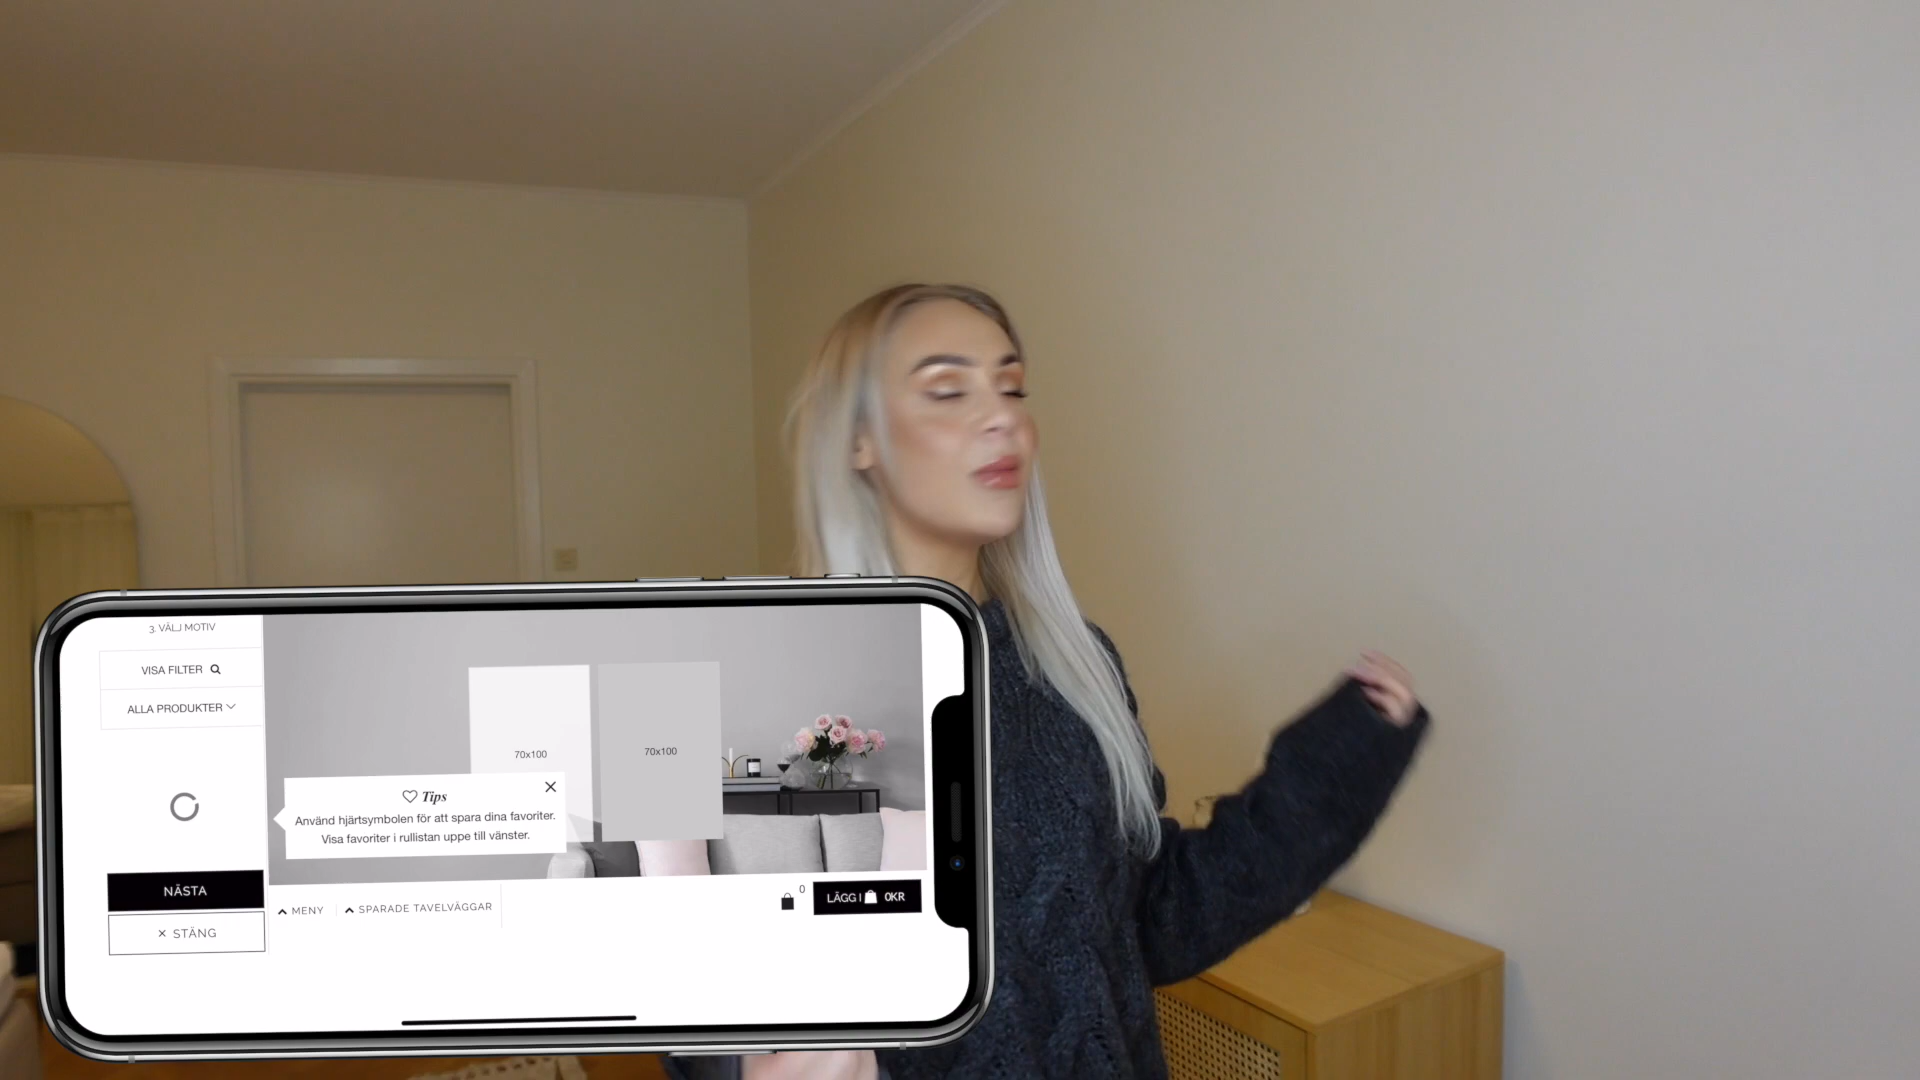 3. VÄLJ MOTIV
VISA FILTER
ALLA PRODUKTER
70x100
70x100
Tips
Använd hjärtsymbolen för att spara dina favoriter.
Visa favoriter i rullistan uppe till vänster.
NÄSTA
× STÄNG
MENY
SPARADE TAVELVÄGGAR
0
LÄGG I 0KR